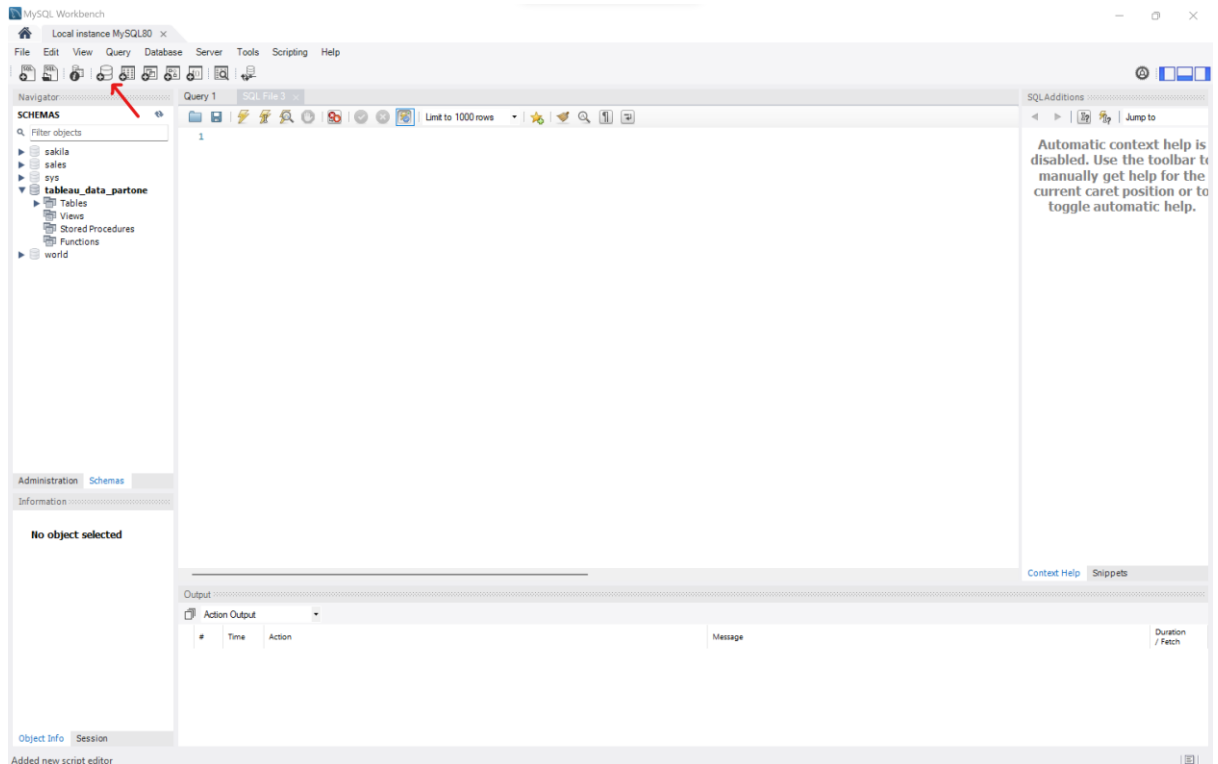 MySQL Workbench
Local instance MySQL80
File Edit View Query Database Server Tools Scripting Help
Navigator
SCHEMAS
Filter objects
sakila
sales
sys
tableau_data_partone
Tables
Views
Stored Procedures
Functions
world
Administration Schemas
Information
No object selected
Object Info Session
Query 1 SQL File 3
Limit to 1000 rows
1
Output
Action Output
# Time Action Message Duration / Fetch
SQLAdditions
Jump to
Automatic context help is
disabled. Use the toolbar to
manually get help for the
current caret position or to
toggle automatic help.
Context Help Snippets
Added new script editor